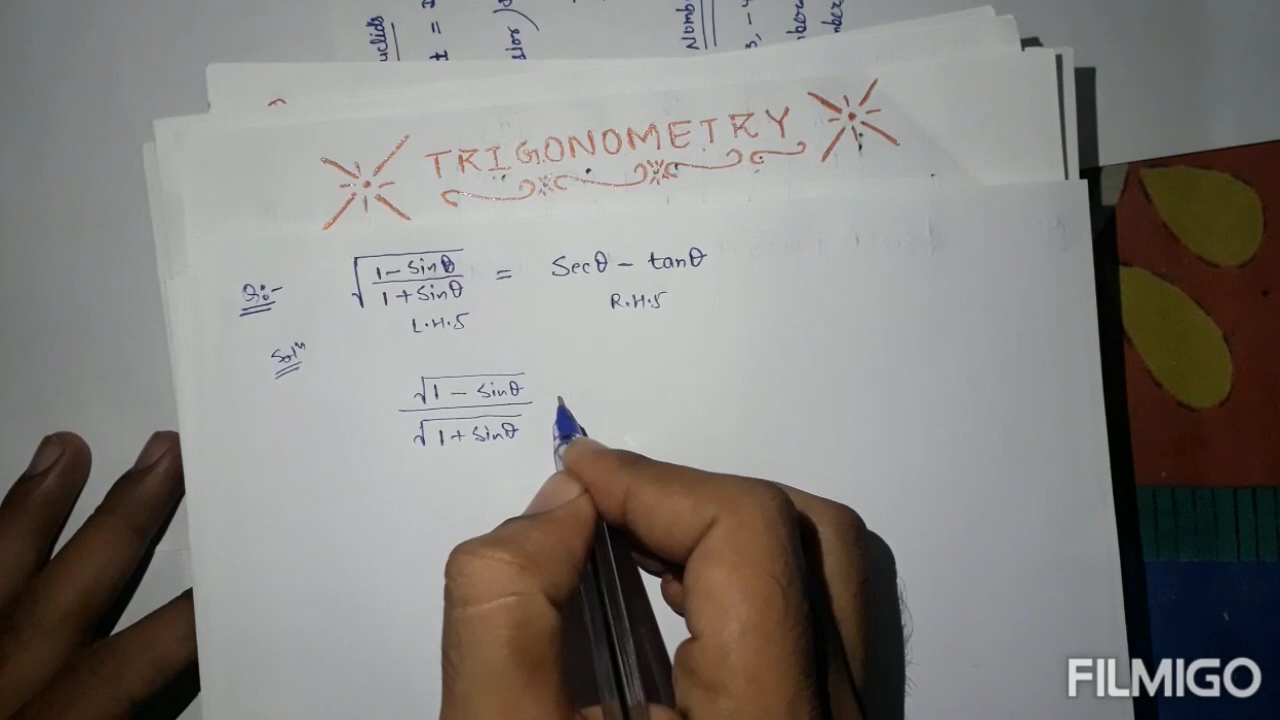 TRIGONOMETRY
Q:- √(1 - sinθ / 1 + sinθ) = secθ - tanθ
L.H.S R.H.S
Solⁿ
√1 - sinθ
√1 + sinθ
FILMIGO